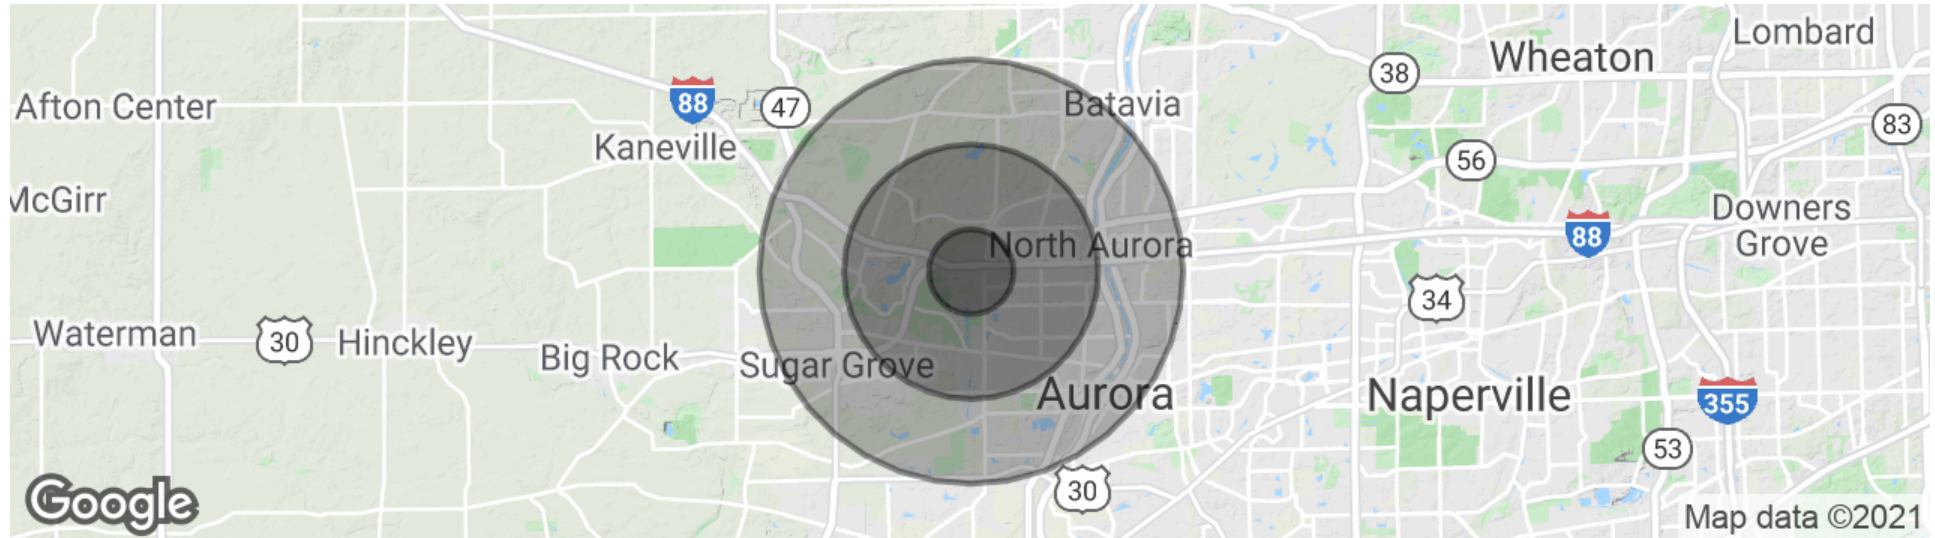 Lombard
Wheaton
38
88
47
Afton Center
Batavia
83
Kaneville
56
McGirr
Downers
Grove
88
North Aurora
34
Waterman
30
Hinckley
Big Rock
Sugar Grove
Aurora
Naperville
355
53
30
Google
Map data ©2021